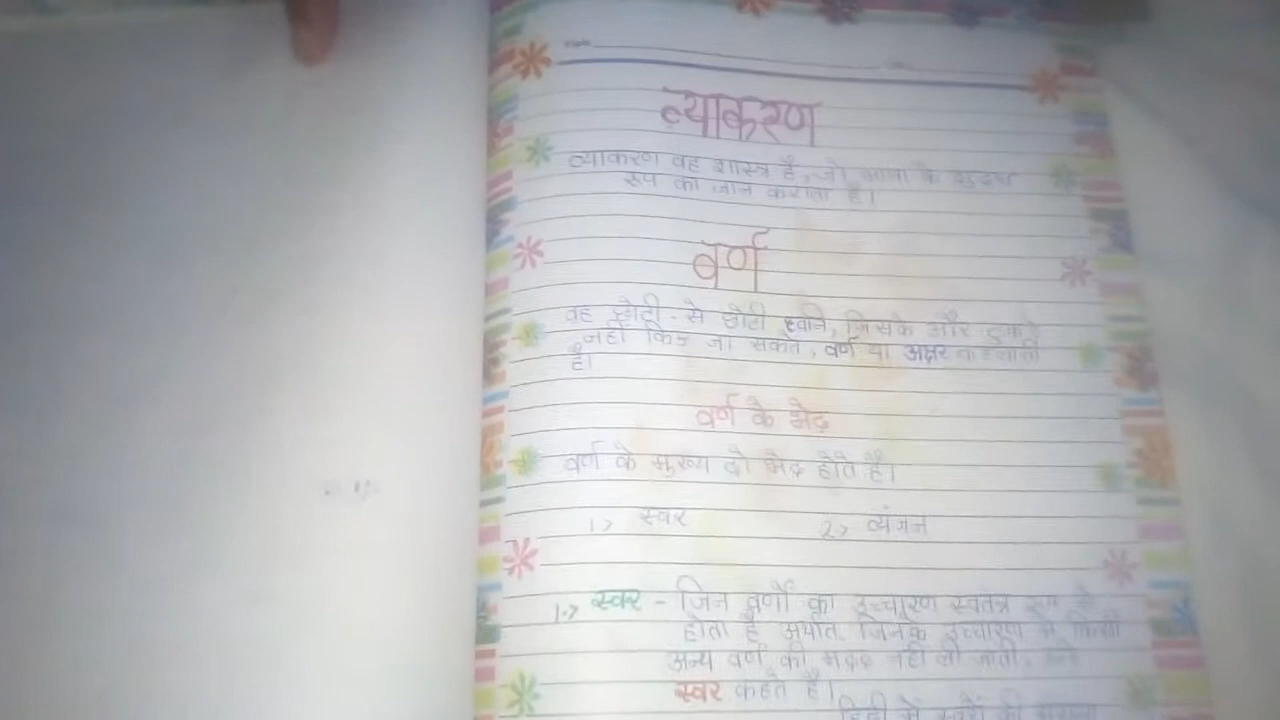 व्याकरण
व्याकरण वह शास्त्र है, जो भाषा के शुद्ध
रूप का ज्ञान कराता है।
वर्ण
वह छोटी - से छोटी ध्वनि, जिसके और टुकड़े
नहीं किए जा सकते, वर्ण या अक्षर कहलाती
है।
वर्ण के भेद
वर्ण के मुख्य दो भेद होते है।
1.> स्वर 2.> व्यंजन
1.> स्वर - जिन वर्णों का उच्चारण स्वतंत्र रूप से
होता है अर्थात जिनके उच्चारण में किसी
अन्य वर्ण की मदद नहीं ली जाती,
स्वर कहते है।
हिंदी में स्वरों की संख्या